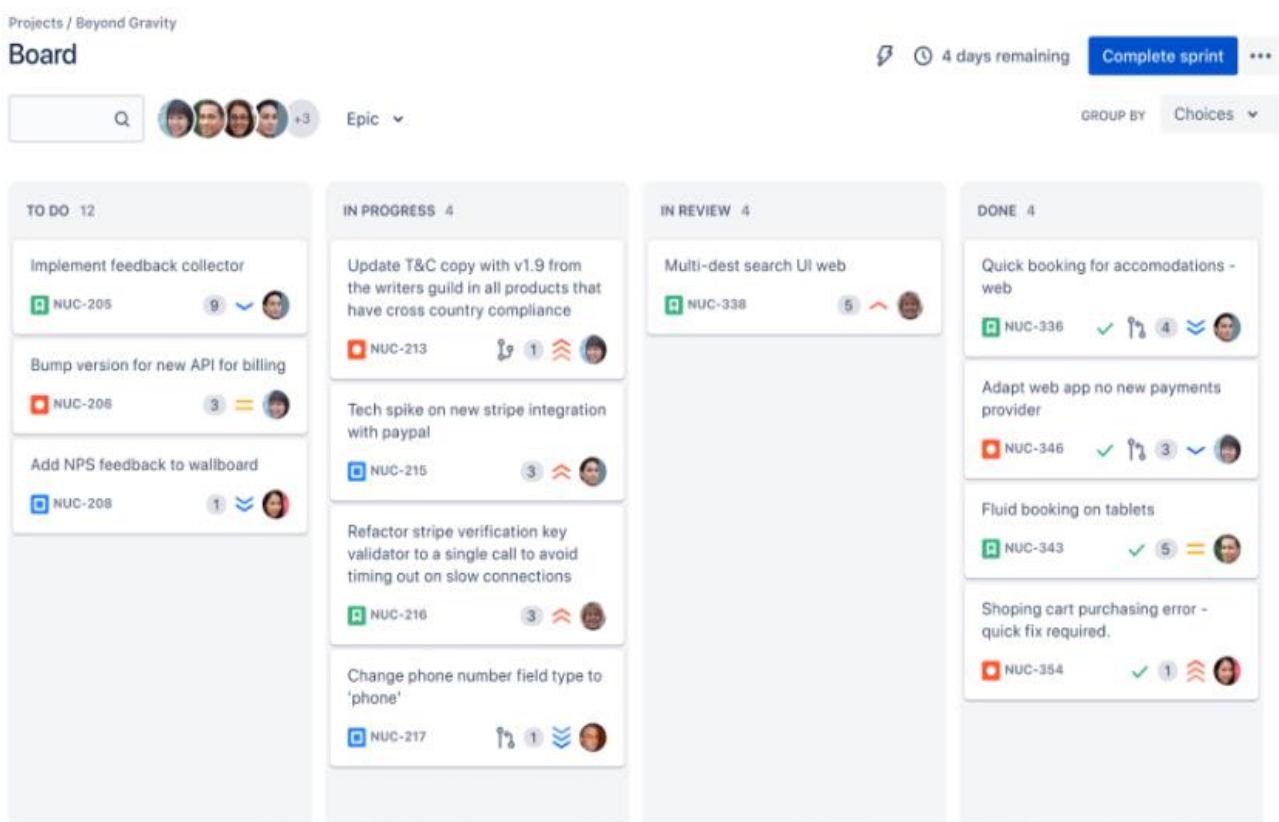 Projects / Beyond Gravity
Board
4 days remaining
Complete sprint
+3
Epic
GROUP BY
Choices
TO DO 12
Implement feedback collector
NUC-205
9
Bump version for new API for billing
NUC-206
3
Add NPS feedback to wallboard
NUC-208
1
IN PROGRESS 4
Update T&C copy with v1.9 from
the writers guild in all products that
have cross country compliance
NUC-213
1
Tech spike on new stripe integration
with paypal
NUC-215
3
Refactor stripe verification key
validator to a single call to avoid
timing out on slow connections
NUC-216
3
Change phone number field type to
'phone'
NUC-217
1
IN REVIEW 4
Multi-dest search UI web
NUC-338
5
DONE 4
Quick booking for accomodations -
web
NUC-336
4
Adapt web app no new payments
provider
NUC-346
3
Fluid booking on tablets
NUC-343
5
Shoping cart purchasing error -
quick fix required.
NUC-354
1